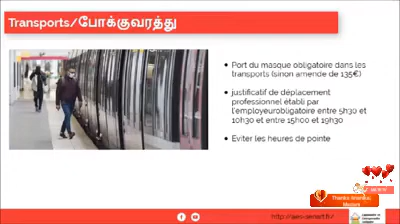 Transports/போக்குவரத்து
• Port du masque obligatoire dans les
transports (sinon amende de 135€)
• justificatif de déplacement
professionnel établi par
l'employeurobligatoire entre 5h30 et
10h30 et entre 15h00 et 19h30
• Eviter les heures de pointe
Thanks Ananka,